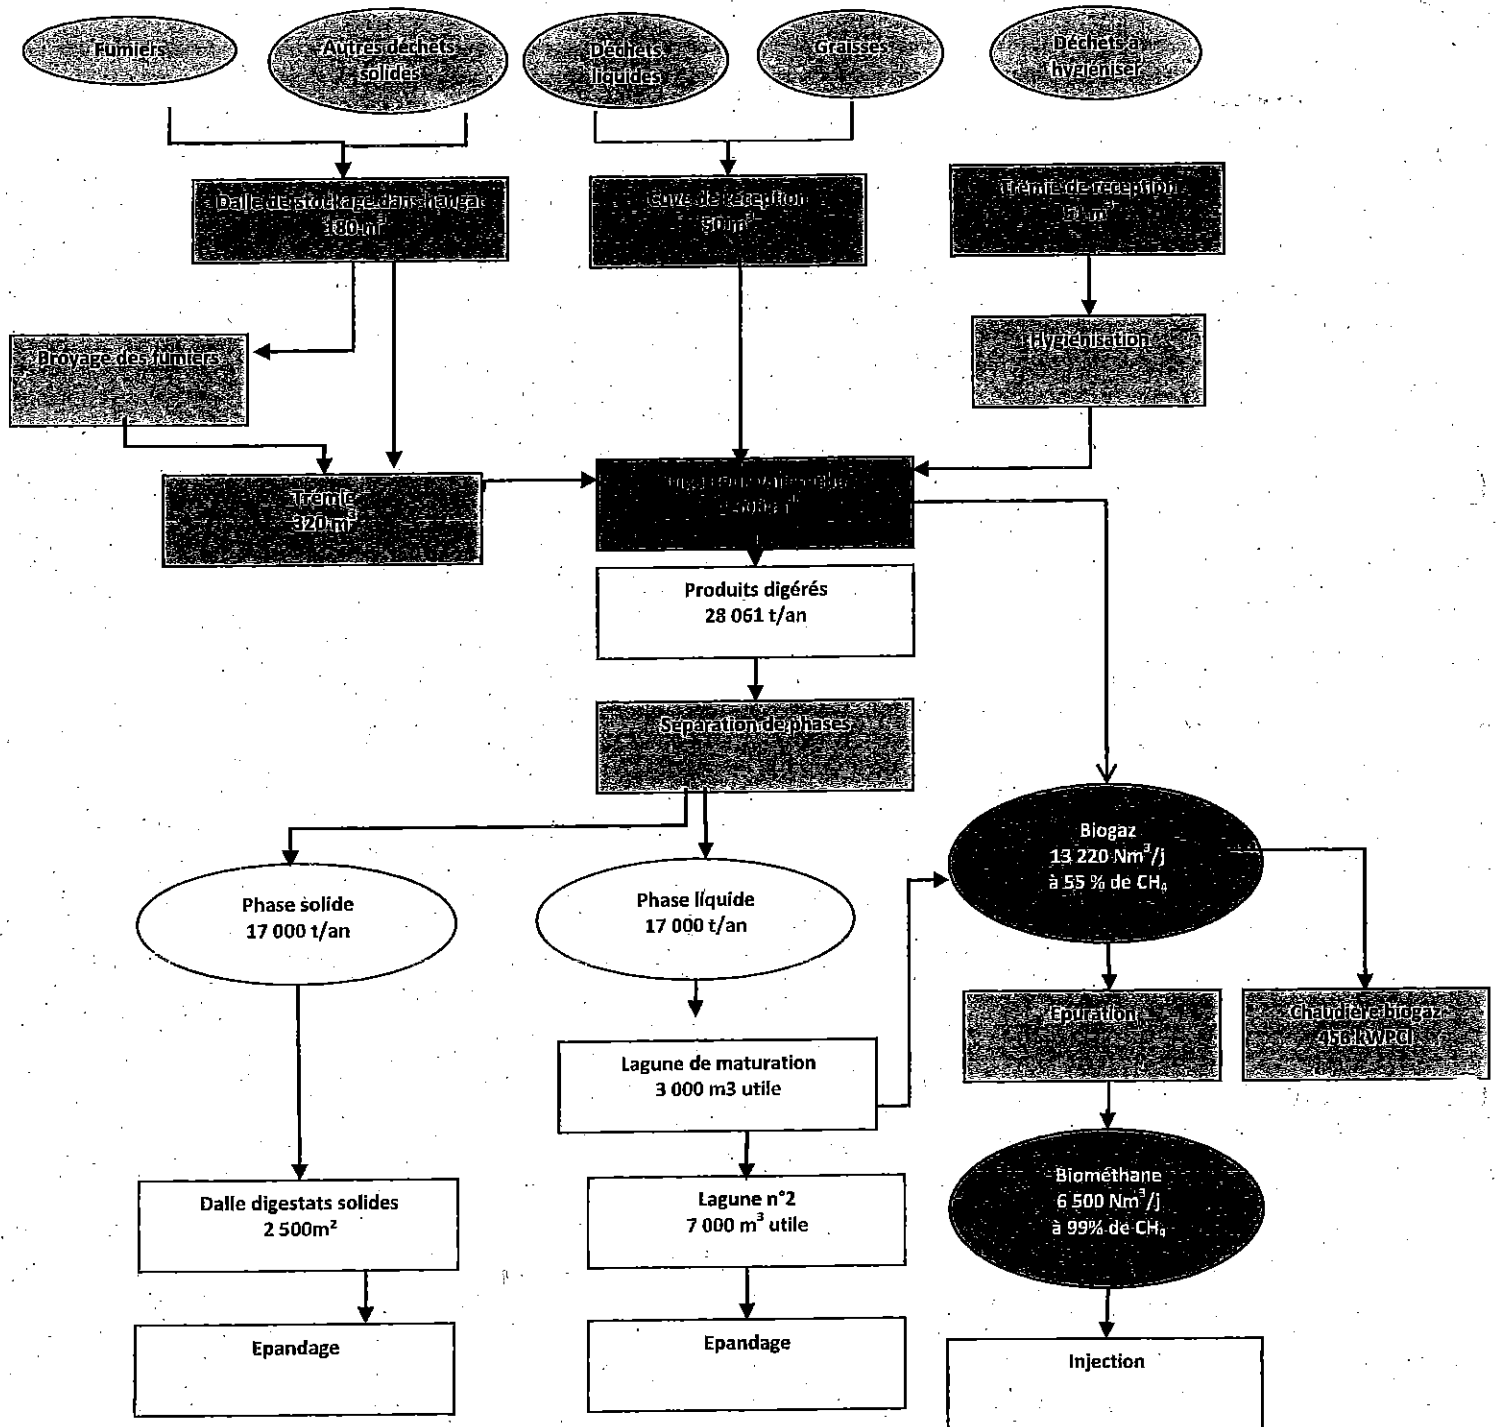 Fumiers
Autres déchets
solides
Déchets
liquides
Graisses
Déchets à
hygiéniser
Dalle de stockage dans hangar
180 m³
Cuve de réception
50 m³
Trémie de réception
51 m³
Broyage des fumiers
Hygiénisation
Trémie
320 m³
Produits digérés
28 061 t/an
Séparation de phases
Biogaz
13 220 Nm³/j
à 55 % de CH₄
Phase solide
17 000 t/an
Phase liquide
17 000 t/an
Epuration
Chaudière biogaz
456 kWPCI
Lagune de maturation
3 000 m3 utile
Biométhane
6 500 Nm³/j
à 99% de CH₄
Dalle digestats solides
2 500m²
Lagune n°2
7 000 m³ utile
Epandage
Epandage
Injection